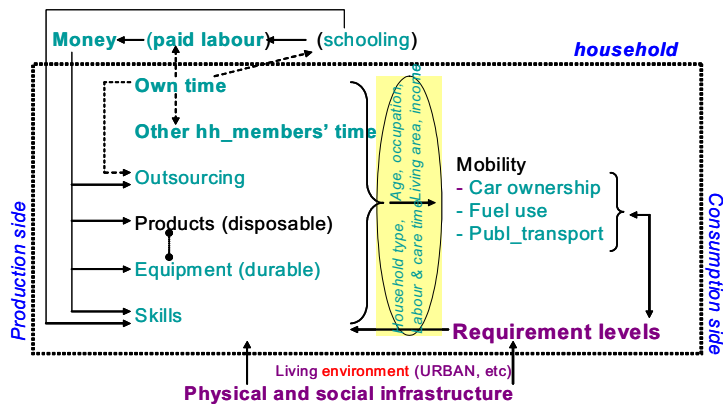 Money (paid labour) (schooling)
household
Own time
Other hh_members' time
Outsourcing
Products (disposable)
Equipment (durable)
Skills
Production side
Household type, Age, occupation,
Labour & care time Living area, income
Mobility
- Car ownership
- Fuel use
- Publ_transport
Consumption side
Requirement levels
Living environment (URBAN, etc)
Physical and social infrastructure